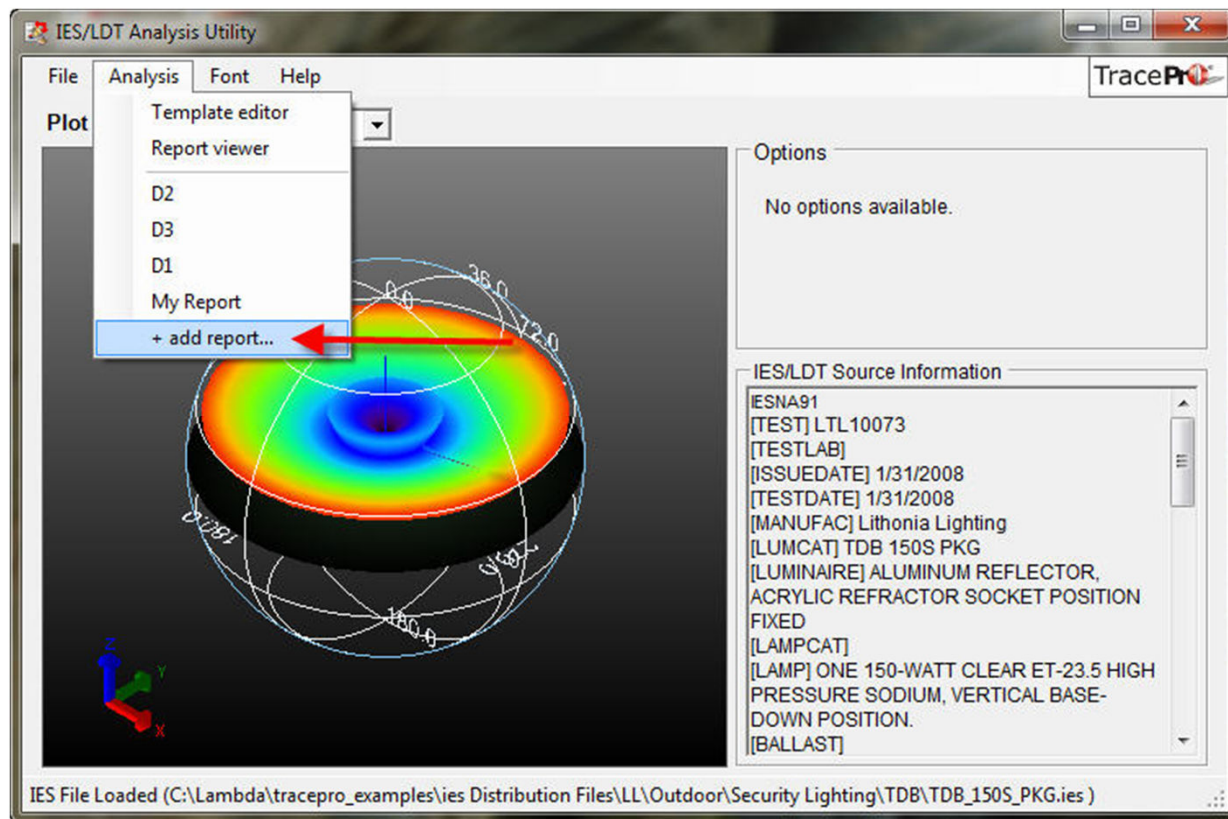 IES/LDT Analysis Utility
File Analysis Font Help
TracePro
Plot
Template editor
Report viewer
D2
D3
D1
My Report
+ add report...
Options
No options available.
0.0
36.0
72.0
180.0
180.0
IES/LDT Source Information
IESNA91
[TEST] LTL10073
[TESTLAB]
[ISSUEDATE] 1/31/2008
[TESTDATE] 1/31/2008
[MANUFAC] Lithonia Lighting
[LUMCAT] TDB 150S PKG
[LUMINAIRE] ALUMINUM REFLECTOR,
ACRYLIC REFRACTOR SOCKET POSITION
FIXED
[LAMPCAT]
[LAMP] ONE 150-WATT CLEAR ET-23.5 HIGH
PRESSURE SODIUM, VERTICAL BASE-
DOWN POSITION.
[BALLAST]
Z
Y
X
IES File Loaded (C:\Lambda\tracepro_examples\ies Distribution Files\LL\Outdoor\Security Lighting\TDB\TDB_150S_PKG.ies )